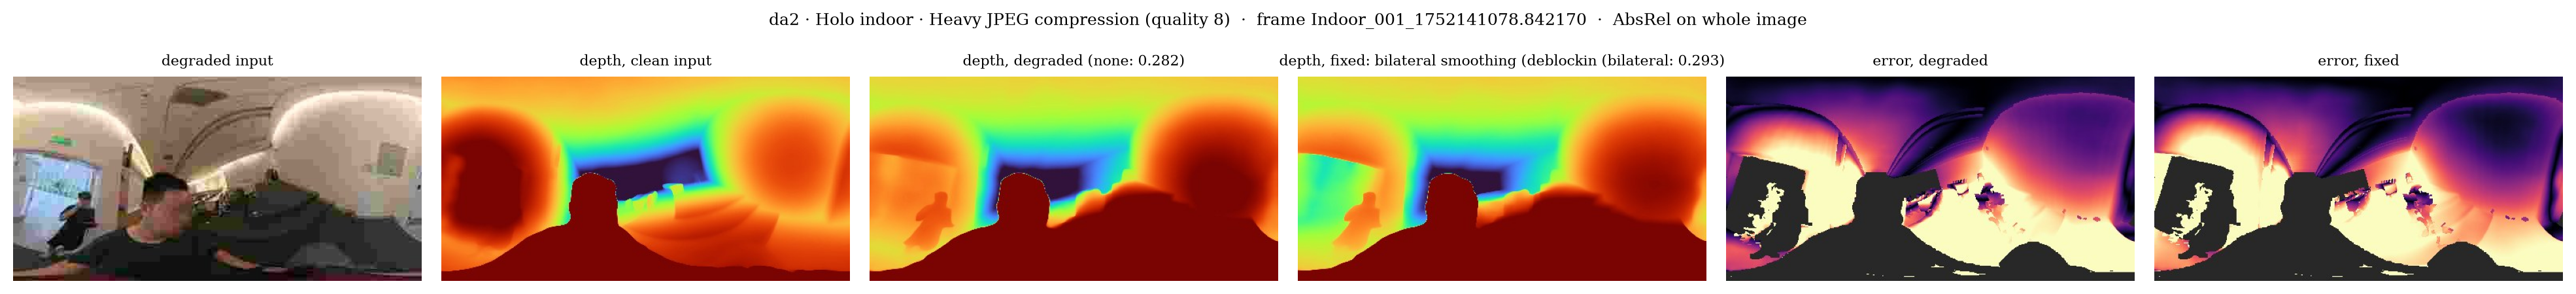 da2 · Holo indoor · Heavy JPEG compression (quality 8) · frame Indoor_001_1752141078.842170 · AbsRel on whole image
degraded input
depth, clean input
depth, degraded (none: 0.282)
depth, fixed: bilateral smoothing (deblockin (bilateral: 0.293)
error, degraded
error, fixed